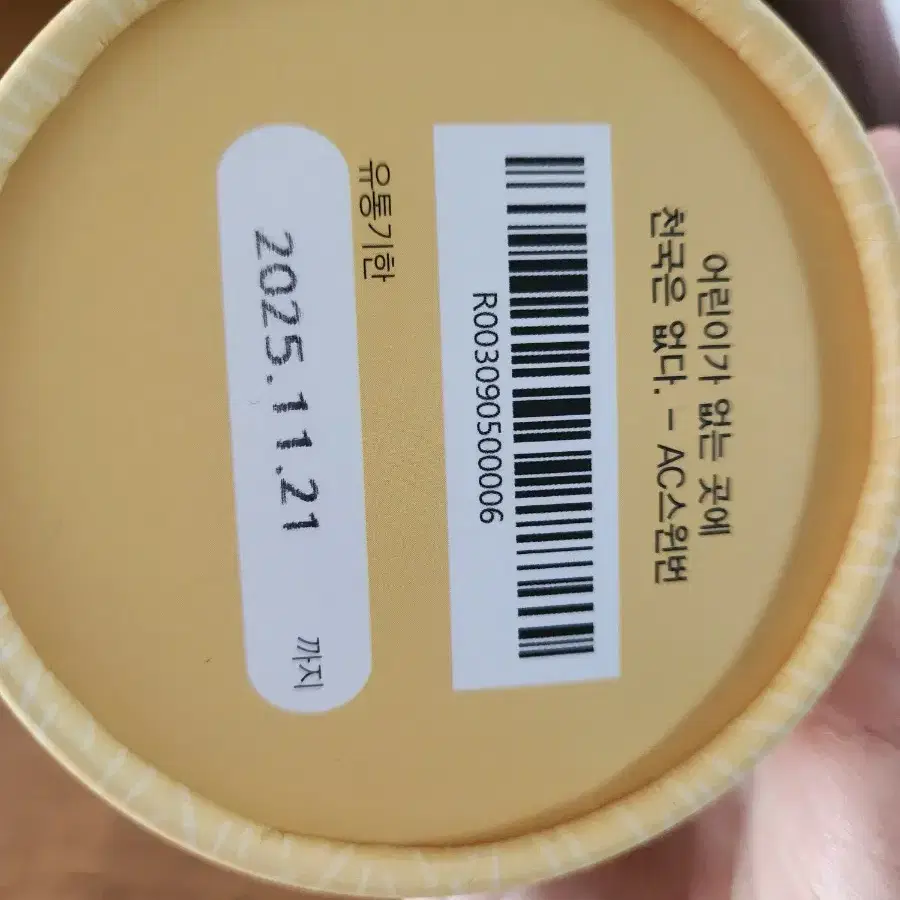 어린이가 없는 곳에
천국은 없다. – AC스윈번
R00309050006
유통기한
2025.11.21 까지